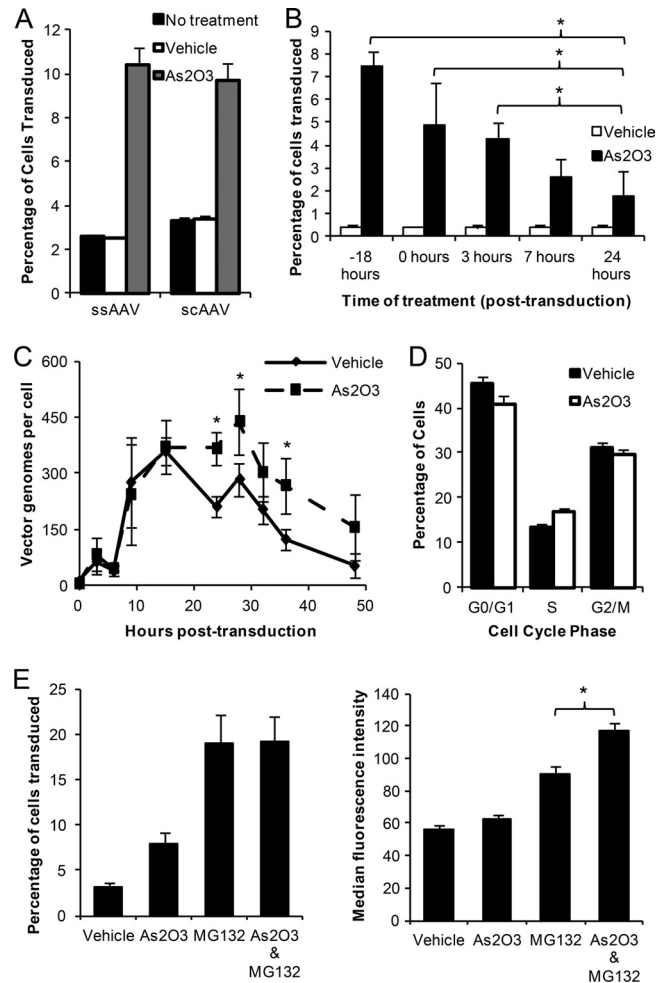 A
No treatment
Vehicle
As2O3
Percentage of Cells Transduced
12
10
8
6
4
2
0
ssAAV scAAV
B
* * *
Vehicle
As2O3
Percentage of cells transduced
9
8
7
6
5
4
3
2
1
0
-18 hours 0 hours 3 hours 7 hours 24 hours
Time of treatment (post-transduction)
C
Vehicle
As2O3
* * *
Vector genomes per cell
600
450
300
150
0
0 10 20 30 40 50
Hours post-transduction
D
Vehicle
As2O3
Percentage of Cells
50
40
30
20
10
0
G0/G1 S G2/M
Cell Cycle Phase
E
Percentage of cells transduced
25
20
15
10
5
0
Vehicle As2O3 MG132 As2O3
&
MG132
Median fluorescence intensity
140
120
100
80
60
40
20
0
*
Vehicle As2O3 MG132 As2O3
&
MG132